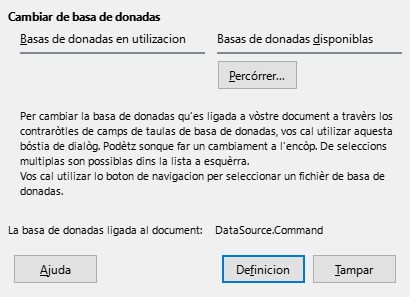 Cambiar de basa de donadas
Basas de donadas en utilizacion
Basas de donadas disponiblas
Percórrer...
Per cambiar la basa de donadas qu'es ligada a vòstre document a travèrs los
contraròtles de camps de taulas de basa de donadas, vos cal utilizar aquesta
bóstia de dialòg. Podètz sonque far un cambiament a l'encòp. De seleccions
multiplas son possiblas dins la lista a esquèrra.
Vos cal utilizar lo boton de navigacion per seleccionar un fichièr de basa de
donadas.
La basa de donadas ligada al document:
DataSource.Command
Ajuda
Definicion
Tampar